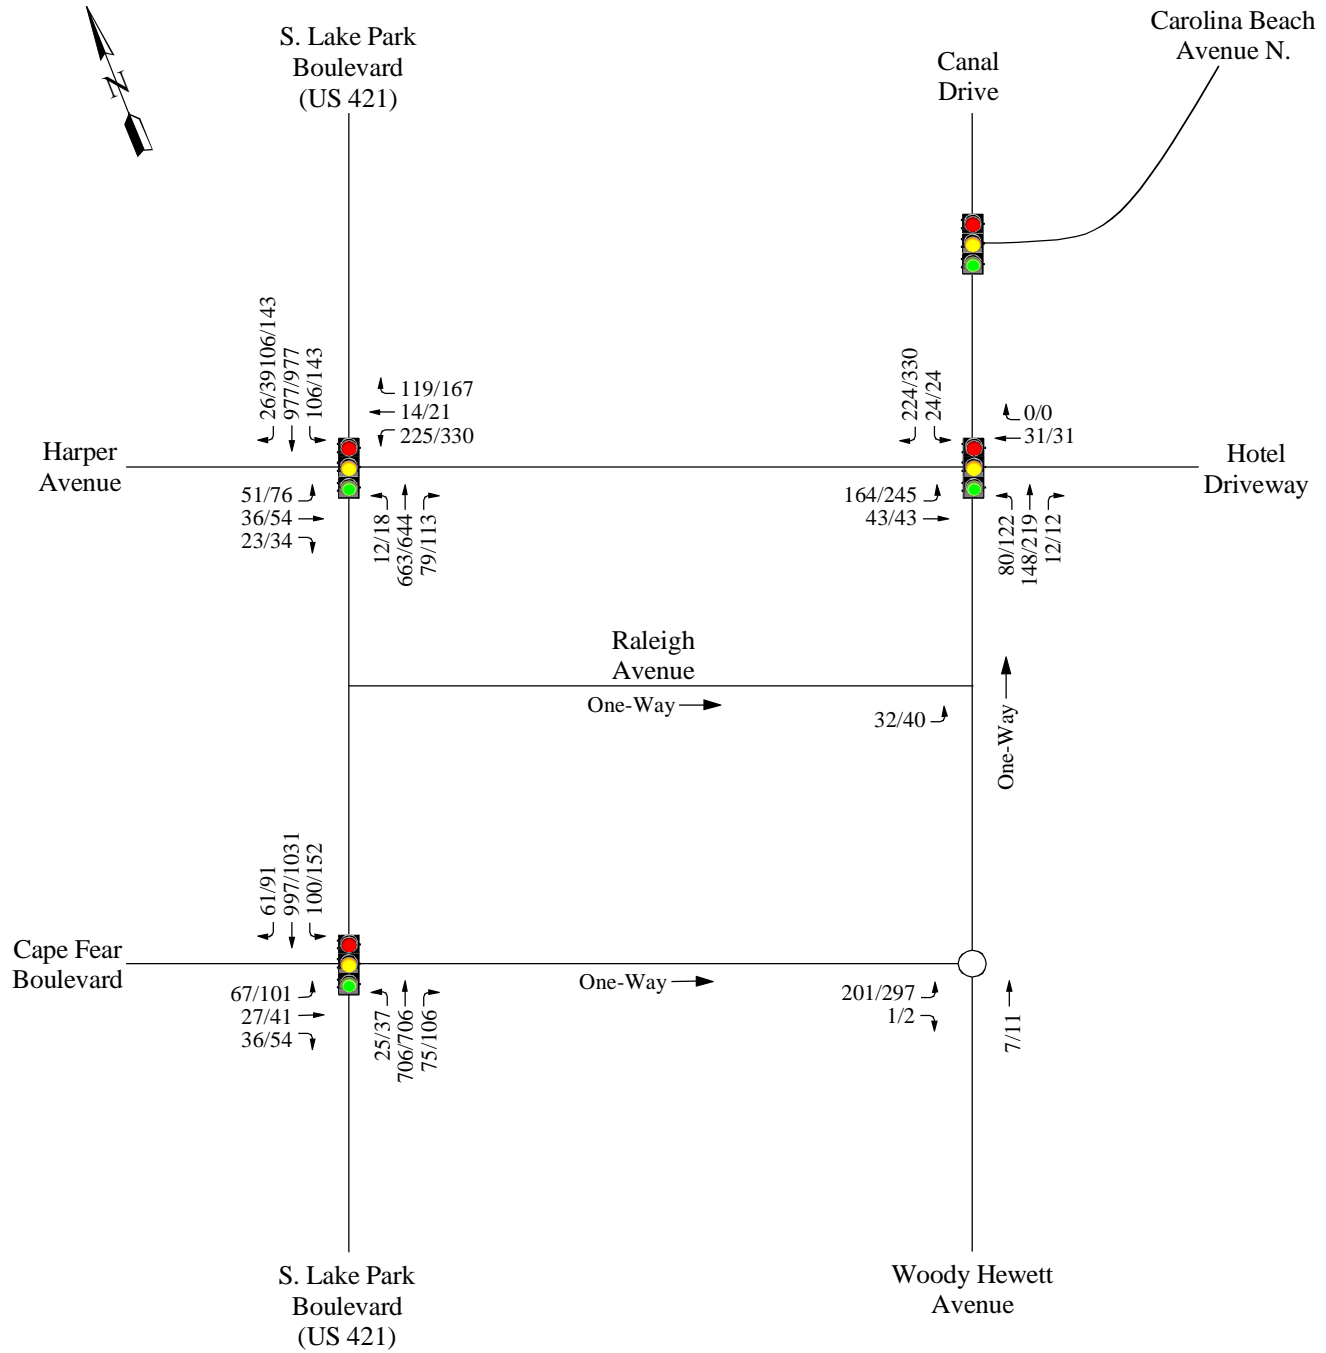 S. Lake Park
Boulevard
(US 421)
Canal
Drive
Carolina Beach
Avenue N.
N
26/39106/143
977/977
106/143
119/167
14/21
225/330
224/330
24/24
0/0
31/31
Harper
Avenue
Hotel
Driveway
51/76
36/54
23/34
12/18
663/644
79/113
164/245
43/43
80/122
148/219
12/12
Raleigh
Avenue
One-Way
32/40
One-Way
61/91
997/1031
100/152
Cape Fear
Boulevard
One-Way
67/101
27/41
36/54
25/37
706/706
75/106
201/297
1/2
7/11
S. Lake Park
Boulevard
(US 421)
Woody Hewett
Avenue